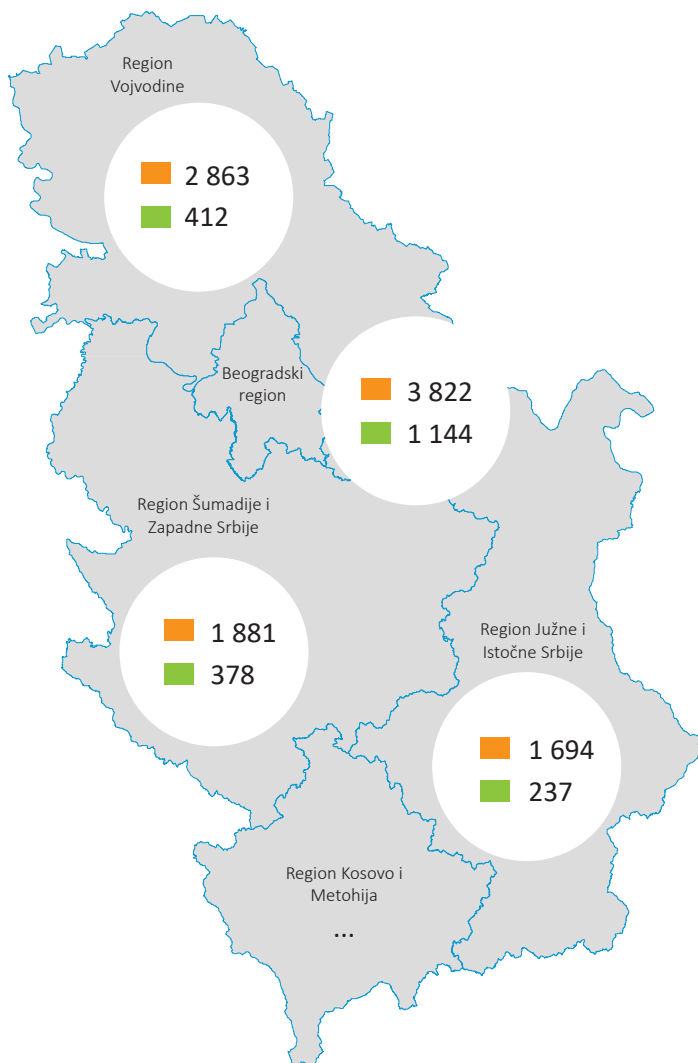 Region
Vojvodine
2 863
412
Beogradski
region
3 822
1 144
Region Šumadije i
Zapadne Srbije
1 881
378
Region Južne i
Istočne Srbije
1 694
237
Region Kosovo i
Metohija
...